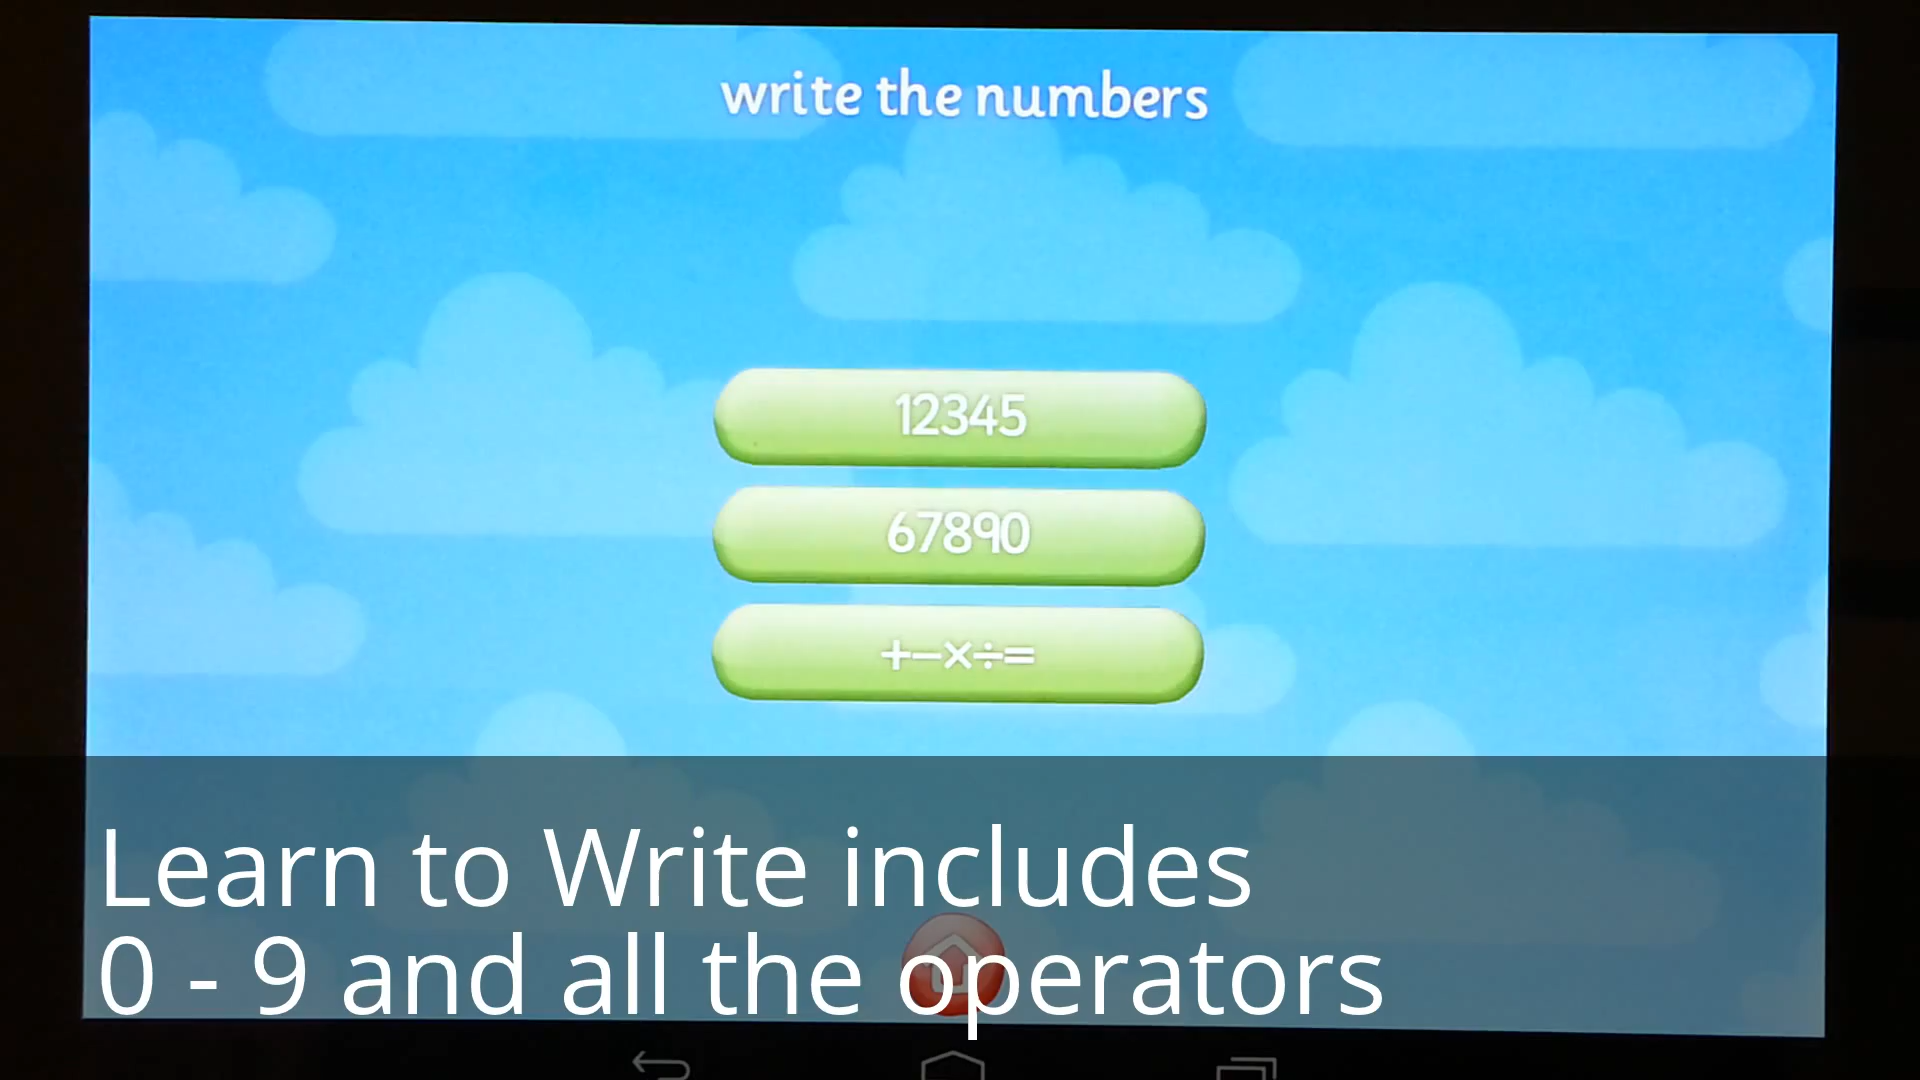 write the numbers
12345
67890
+−×÷=
Learn to Write includes
0 - 9 and all the operators